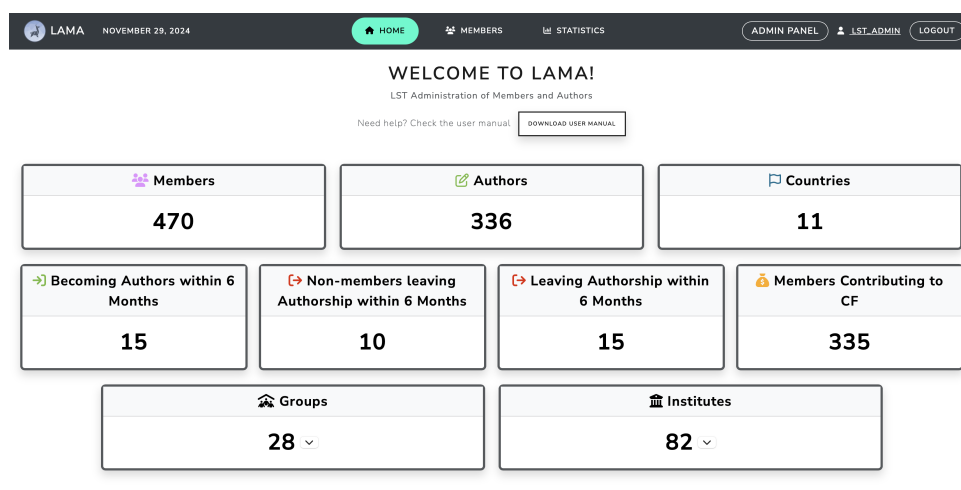 LAMA NOVEMBER 29, 2024 HOME MEMBERS STATISTICS ADMIN PANEL LST_ADMIN LOGOUT
WELCOME TO LAMA!
LST Administration of Members and Authors
Need help? Check the user manual DOWNLOAD USER MANUAL
Members Authors Countries
470 336 11
Becoming Authors within 6
Months
15
Non-members leaving
Authorship within 6 Months
10
Leaving Authorship within
6 Months
15
Members Contributing to
CF
335
Groups Institutes
28 82